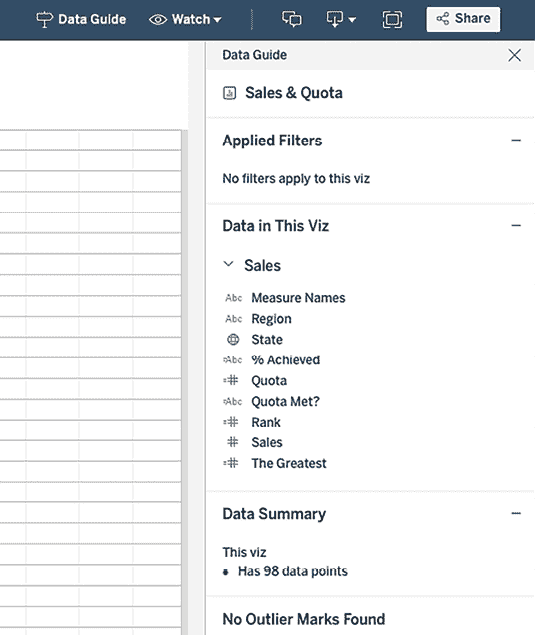 Data Guide Watch Share
Data Guide
Sales & Quota
Applied Filters
No filters apply to this viz
Data in This Viz
Sales
Abc Measure Names
Abc Region
State
=Abc % Achieved
=# Quota
=Abc Quota Met?
=# Rank
# Sales
=# The Greatest
Data Summary
This viz
• Has 98 data points
No Outlier Marks Found